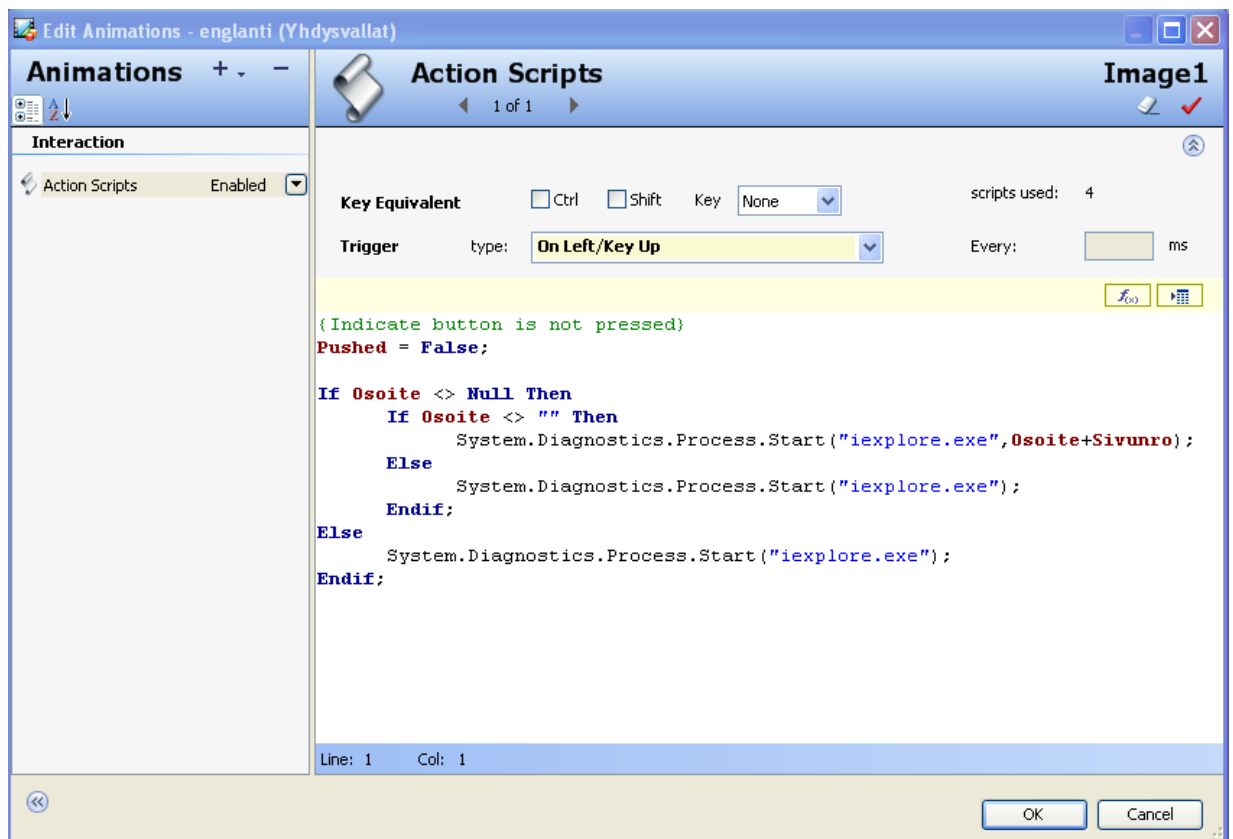 Edit Animations - englanti (Yhdysvallat)
Animations
Action Scripts
Image1
1 of 1
Interaction
Action Scripts Enabled
Key Equivalent Ctrl Shift Key None scripts used: 4
Trigger type: On Left/Key Up Every: ms
f(x)
{Indicate button is not pressed}
Pushed = False;
If Osoite <> Null Then
If Osoite <> "" Then
System.Diagnostics.Process.Start("iexplore.exe",Osoite+Sivunro);
Else
System.Diagnostics.Process.Start("iexplore.exe");
Endif;
Else
System.Diagnostics.Process.Start("iexplore.exe");
Endif;
Line: 1 Col: 1
OK Cancel